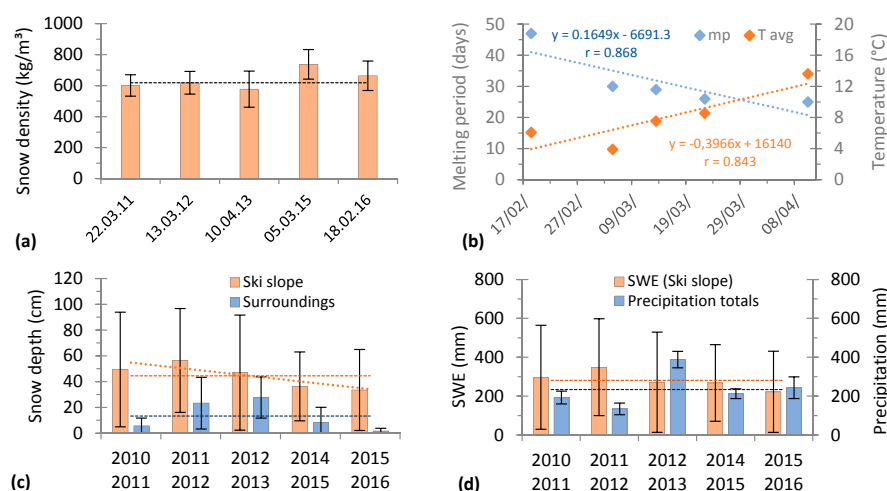 1000
800
600
400
200
0
Snow density (kg/m³)
22.03.11
13.03.12
10.04.13
05.03.15
18.02.16
(a)
50
40
30
20
10
0
Melting period (days)
y = 0.1649x - 6691.3
r = 0.868
mp
T avg
20
16
12
8
4
0
Temperature (°C)
y = -0,3966x + 16140
r = 0.843
17/02/
27/02/
09/03/
19/03/
29/03/
08/04/
(b)
120
100
80
60
40
20
0
Snow depth (cm)
Ski slope
Surroundings
2010 2011 2012 2014 2015
2011 2012 2013 2015 2016
(c)
800
600
400
200
0
SWE (mm)
SWE (Ski slope)
Precipitation totals
800
600
400
200
0
Precipitation (mm)
2010 2011 2012 2014 2015
2011 2012 2013 2015 2016
(d)